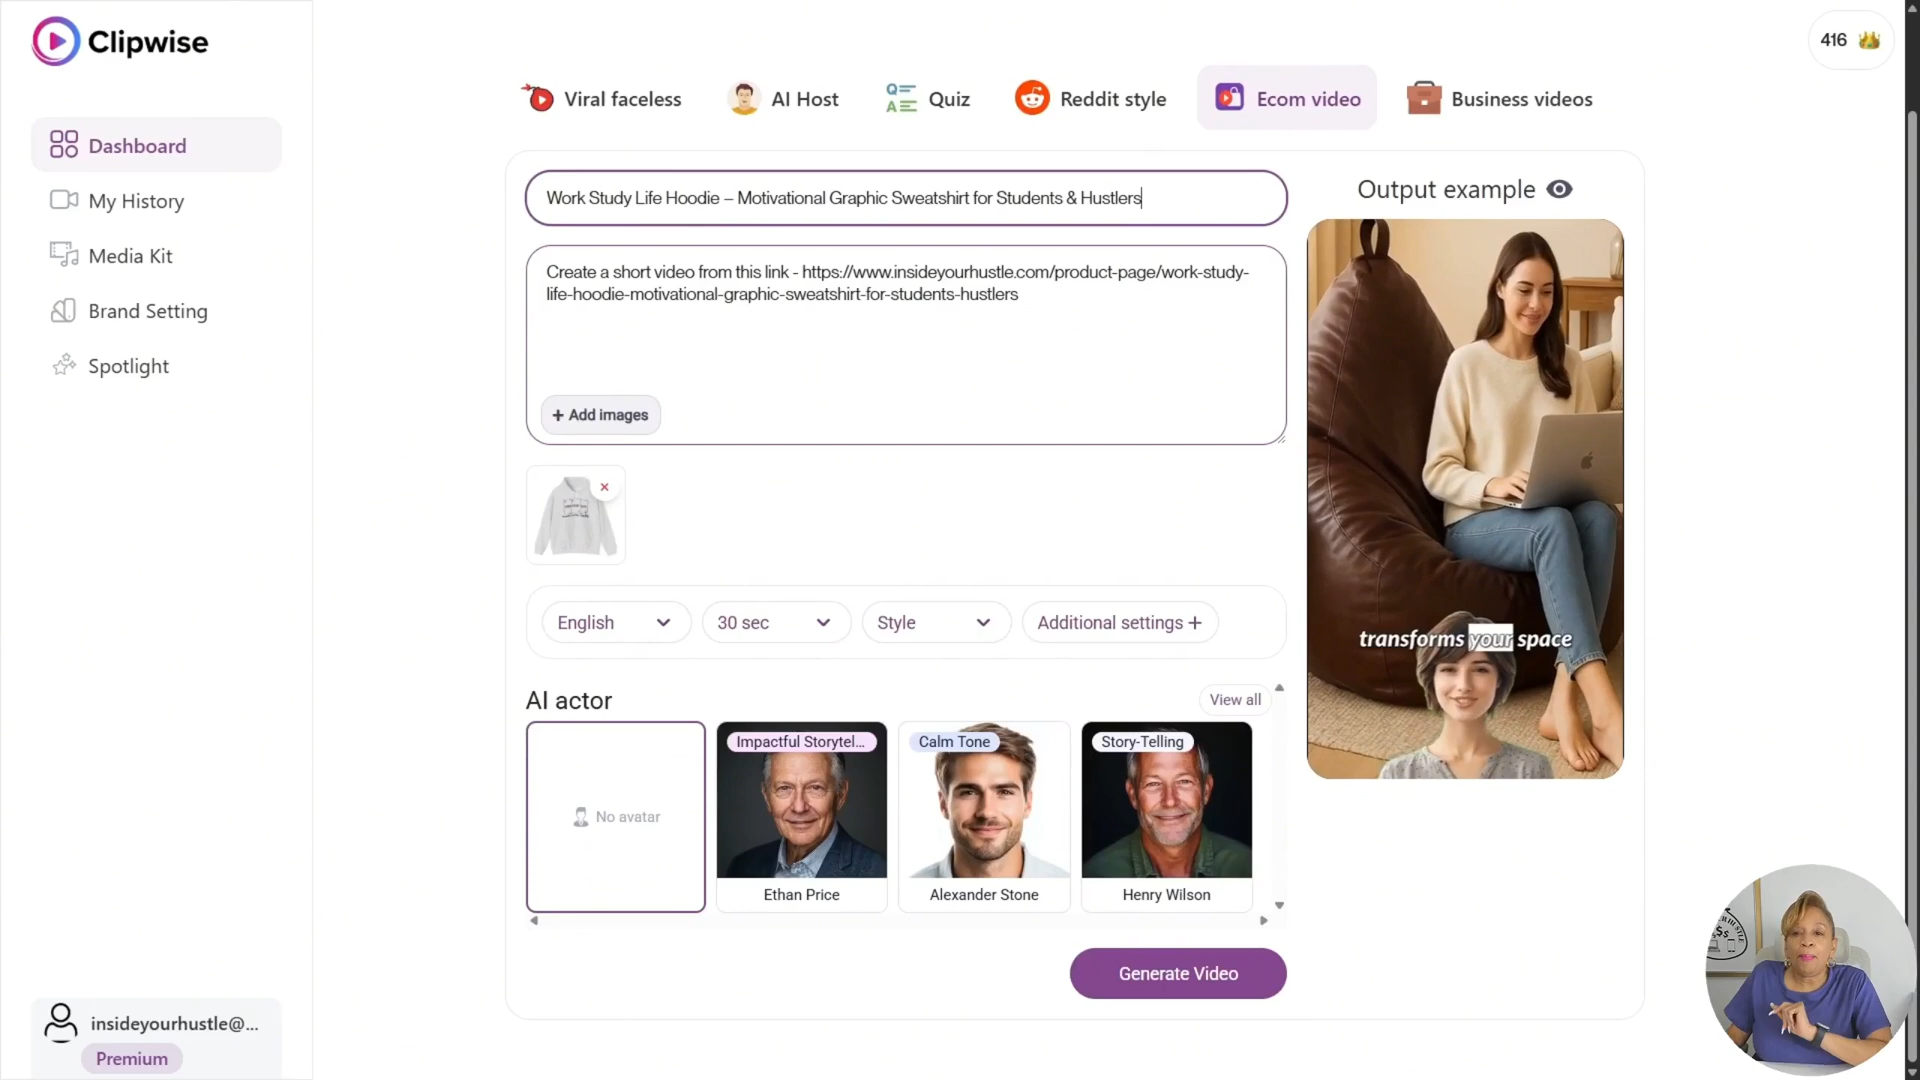 Clipwise
416
Dashboard
My History
Media Kit
Brand Setting
Spotlight
Viral faceless
AI Host
Quiz
Reddit style
Ecom video
Business videos
Work Study Life Hoodie – Motivational Graphic Sweatshirt for Students & Hustlers
Create a short video from this link - https://www.insideyourhustle.com/product-page/work-study-
life-hoodie-motivational-graphic-sweatshirt-for-students-hustlers
+ Add images
English
30 sec
Style
Additional settings +
Output example
transforms your space
AI actor
View all
No avatar
Impactful Storytel...
Ethan Price
Calm Tone
Alexander Stone
Story-Telling
Henry Wilson
Generate Video
insideyourhustle@...
Premium